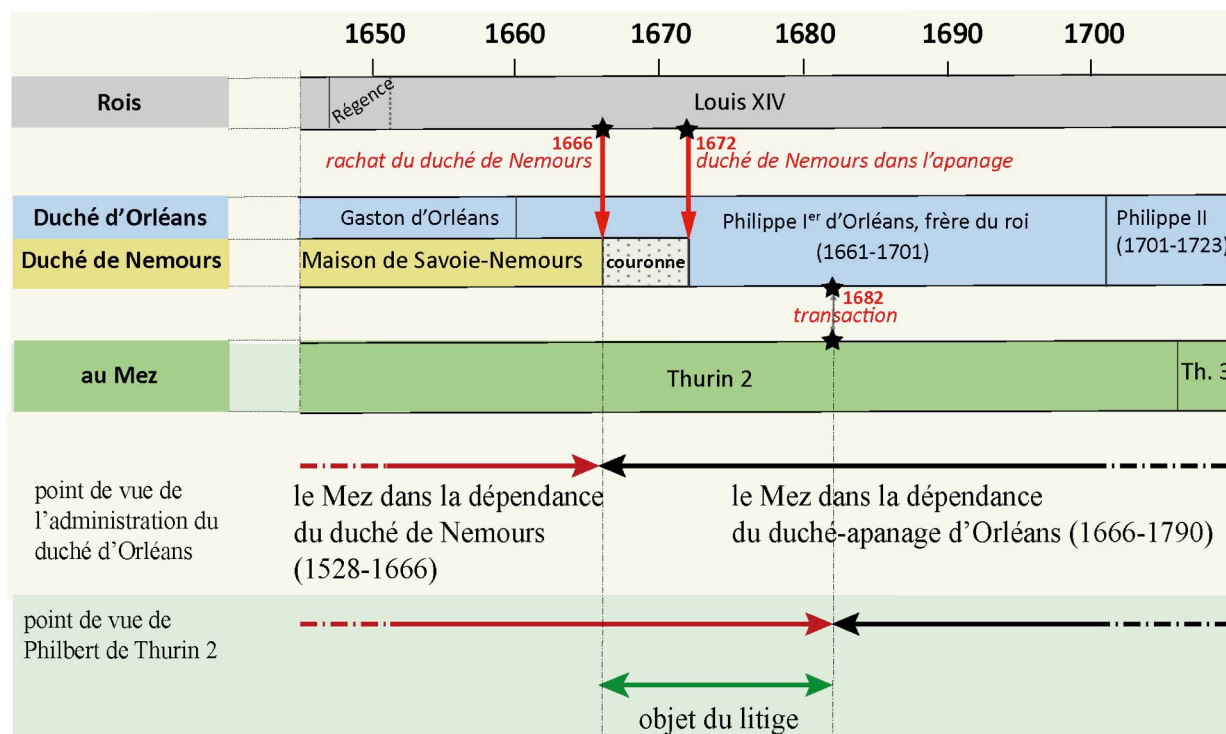 1650 1660 1670 1682 1690 1700
Rois
Régence
Louis XIV
1666
rachat du duché de Nemours
1672
duché de Nemours dans l'apanage
Duché d'Orléans
Gaston d'Orléans
Philippe Iᵉʳ d'Orléans, frère du roi
(1661-1701)
Philippe II
(1701-1723)
Duché de Nemours
Maison de Savoie-Nemours
couronne
1682
transaction
au Mez
Thurin 2
Th. 3
point de vue de
l'administration du
duché d'Orléans
le Mez dans la dépendance
du duché de Nemours
(1528-1666)
le Mez dans la dépendance
du duché-apanage d'Orléans (1666-1790)
point de vue de
Philbert de Thurin 2
objet du litige